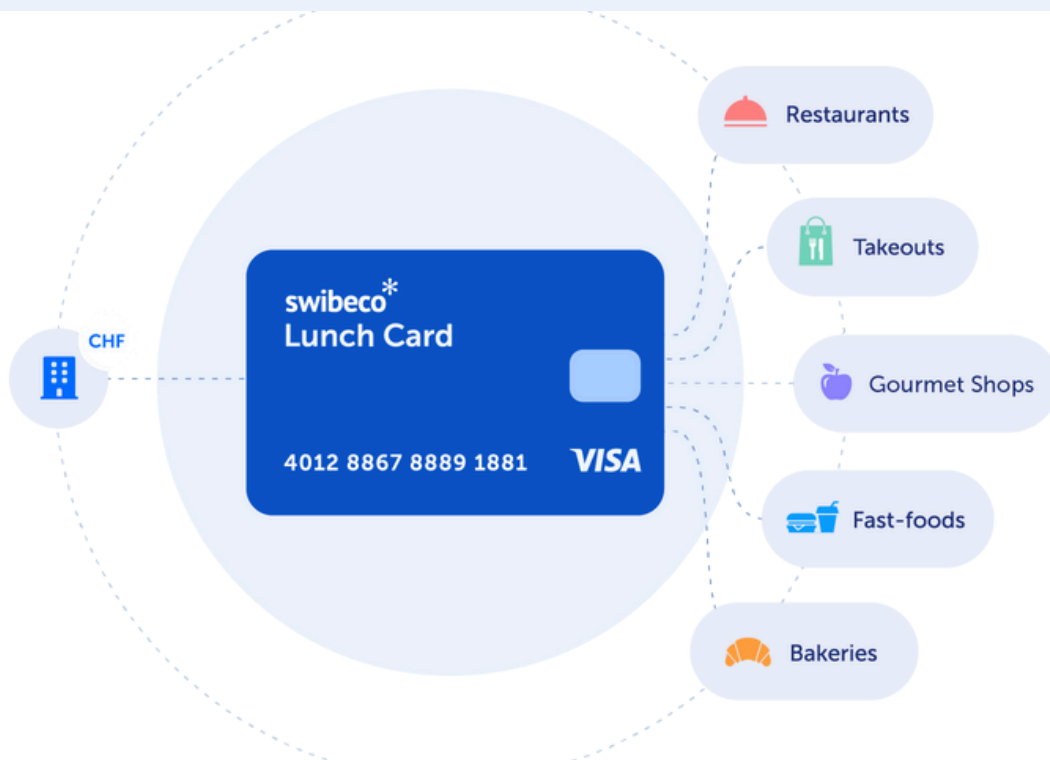 Restaurants
Takeouts
swibeco*
Lunch Card
CHF
Gourmet Shops
4012 8867 8889 1881
VISA
Fast-foods
Bakeries